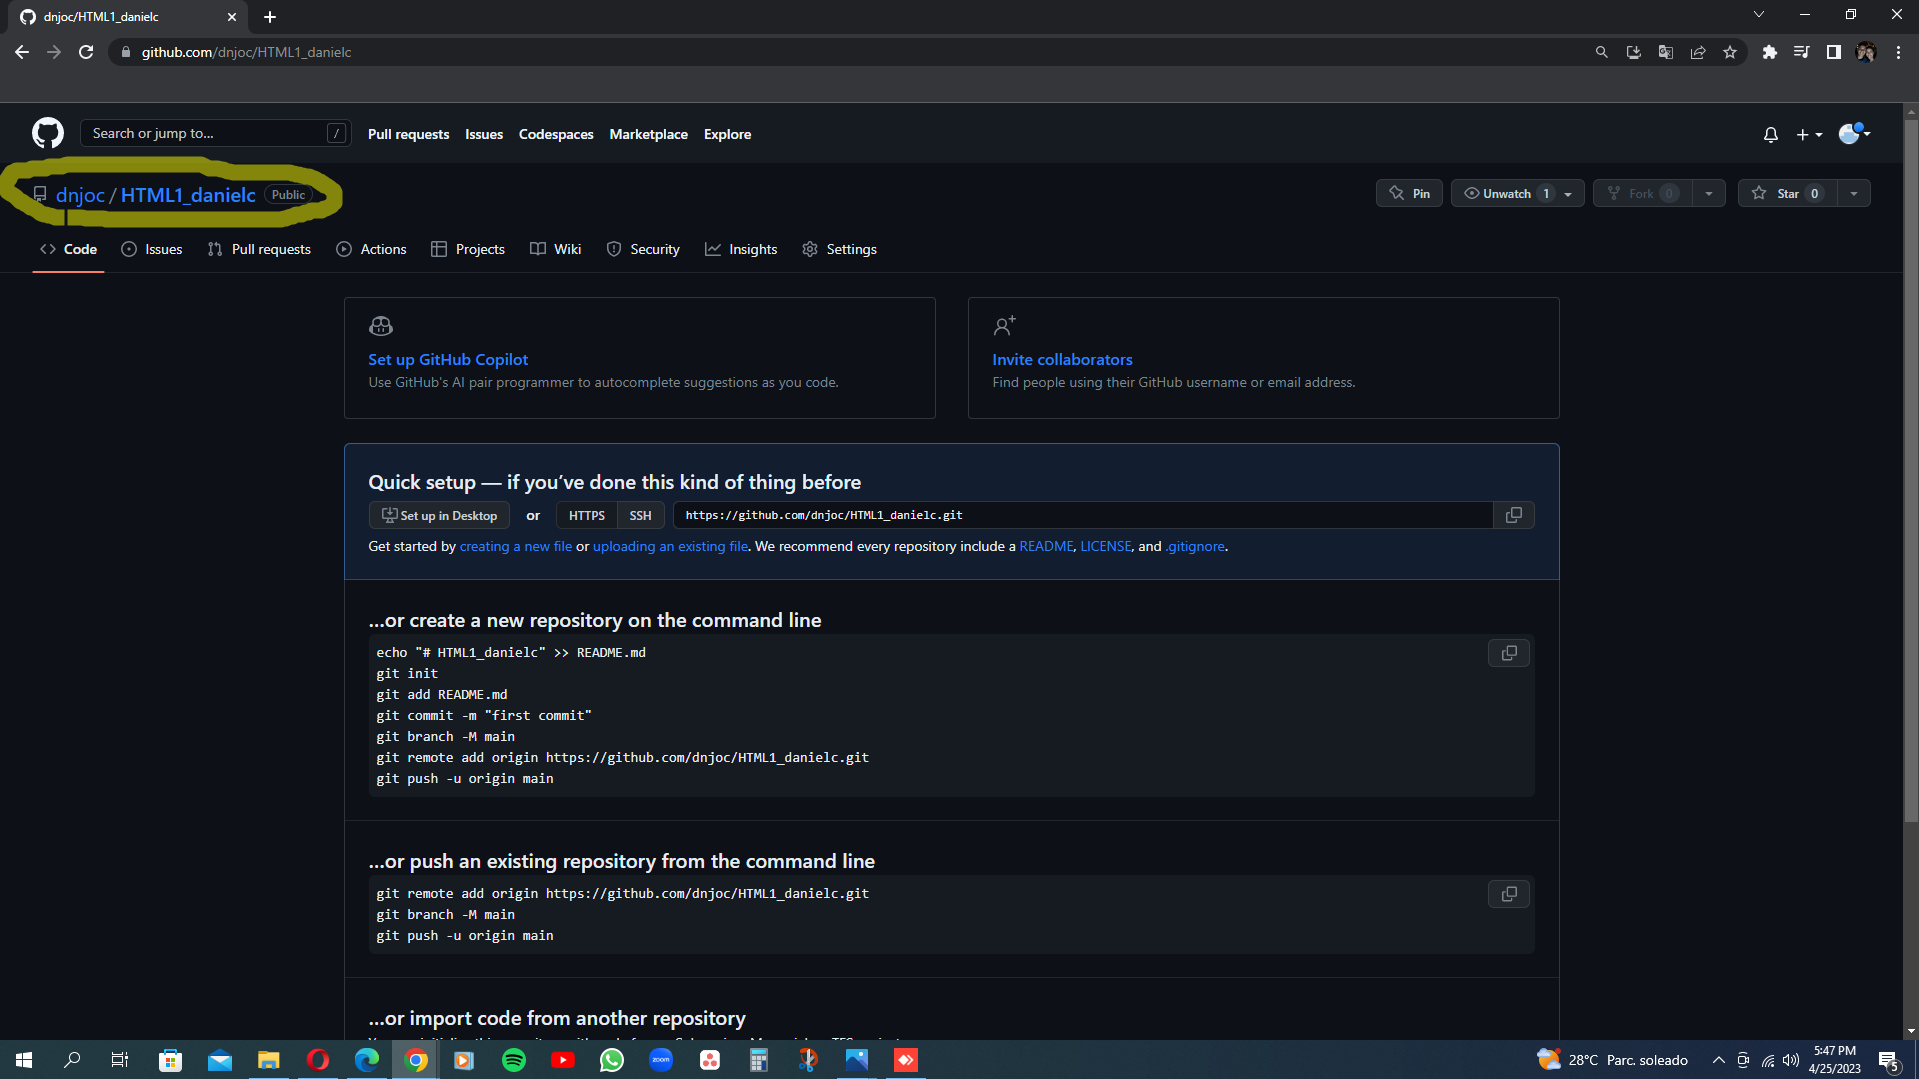 dnjoc/HTML1_danielc
github.com/dnjoc/HTML1_danielc
Search or jump to... /
Pull requests Issues Codespaces Marketplace Explore
dnjoc / HTML1_danielc Public
Pin Unwatch 1 Fork 0 Star 0
Code Issues Pull requests Actions Projects Wiki Security Insights Settings
Set up GitHub Copilot
Use GitHub's AI pair programmer to autocomplete suggestions as you code.
Invite collaborators
Find people using their GitHub username or email address.
Quick setup — if you’ve done this kind of thing before
Set up in Desktop or HTTPS SSH https://github.com/dnjoc/HTML1_danielc.git
Get started by creating a new file or uploading an existing file. We recommend every repository include a README, LICENSE, and .gitignore.
…or create a new repository on the command line
echo "# HTML1_danielc" >> README.md
git init
git add README.md
git commit -m "first commit"
git branch -M main
git remote add origin https://github.com/dnjoc/HTML1_danielc.git
git push -u origin main
…or push an existing repository from the command line
git remote add origin https://github.com/dnjoc/HTML1_danielc.git
git branch -M main
git push -u origin main
…or import code from another repository
zoom
28°C Parc. soleado
5:47 PM
4/25/2023
5